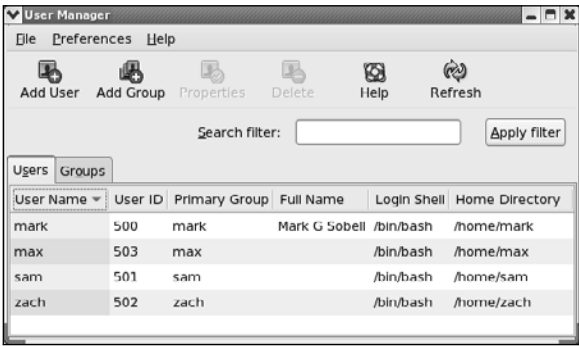 User Manager
File Preferences Help
Add User Add Group Properties Delete Help Refresh
Search filter: Apply filter
Users Groups
User Name User ID Primary Group Full Name Login Shell Home Directory
mark 500 mark Mark G Sobell /bin/bash /home/mark
max 503 max /bin/bash /home/max
sam 501 sam /bin/bash /home/sam
zach 502 zach /bin/bash /home/zach